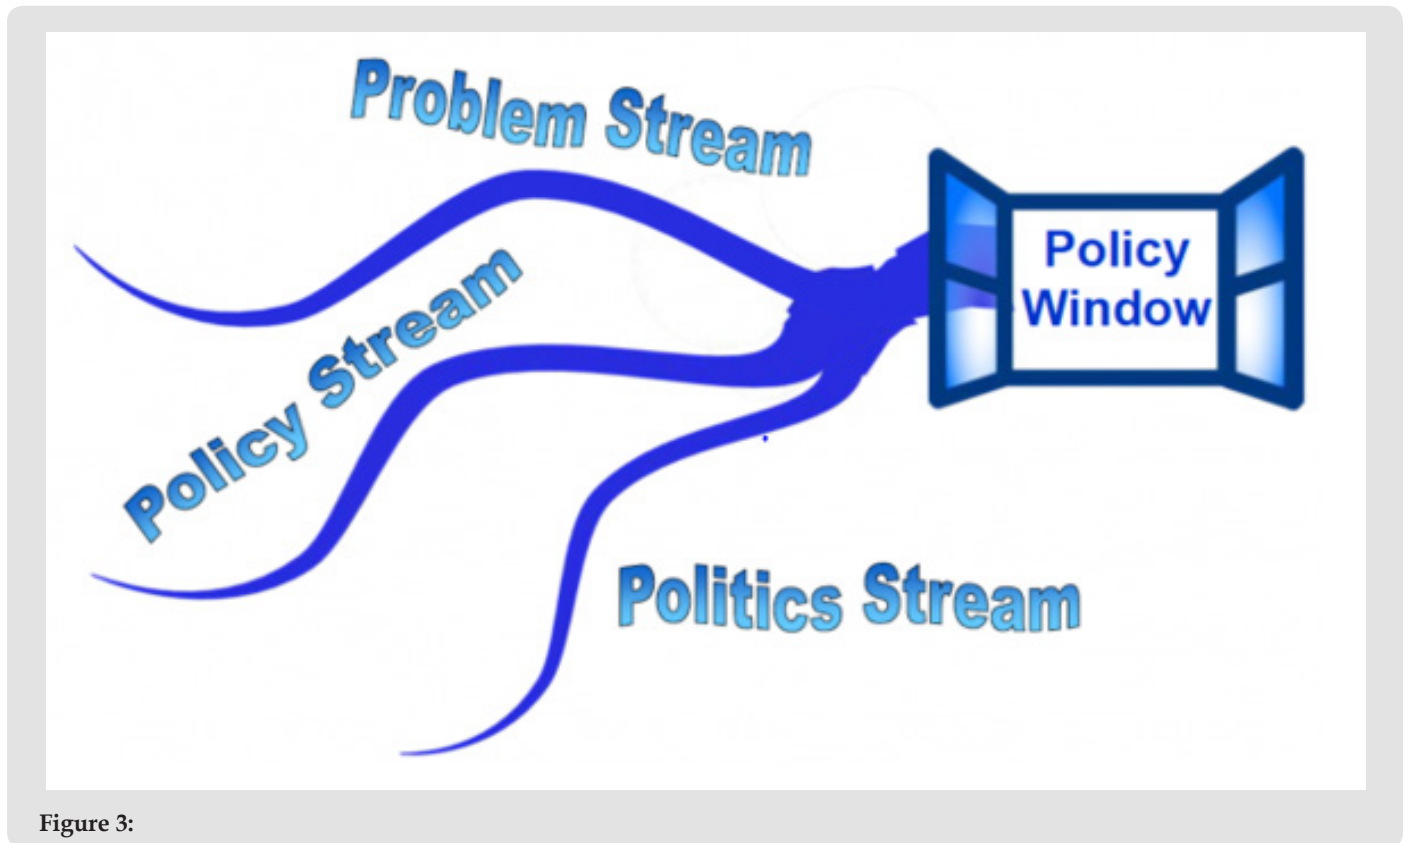 Problem Stream
Policy Stream
Politics Stream
Policy
Window
Figure 3: